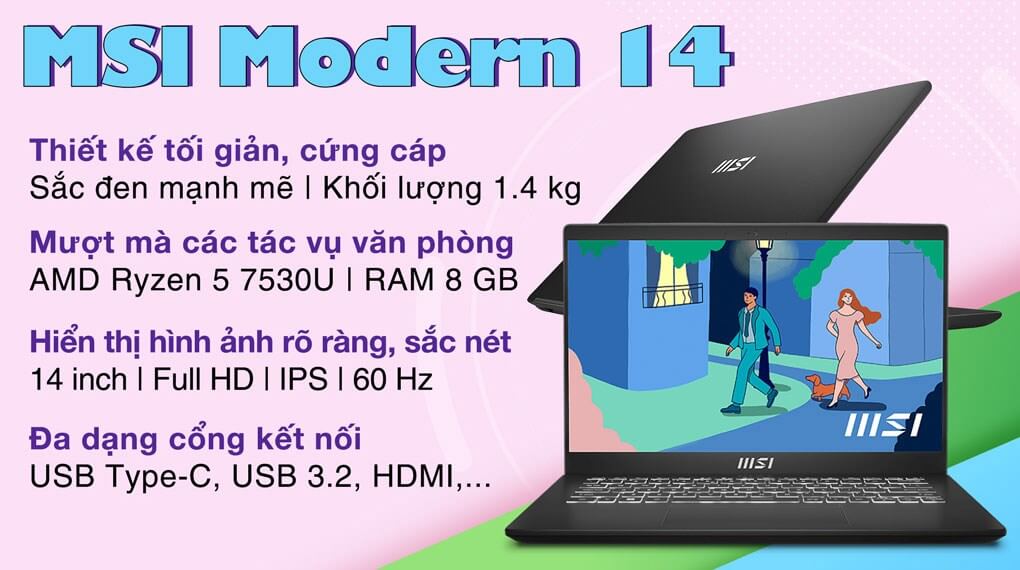 MSI Modern 14
Thiết kế tối giản, cứng cáp
Sắc đen mạnh mẽ | Khối lượng 1.4 kg
Mượt mà các tác vụ văn phòng
AMD Ryzen 5 7530U | RAM 8 GB
Hiển thị hình ảnh rõ ràng, sắc nét
14 inch | Full HD | IPS | 60 Hz
Đa dạng cổng kết nối
USB Type-C, USB 3.2, HDMI,...
msi
msi
msi